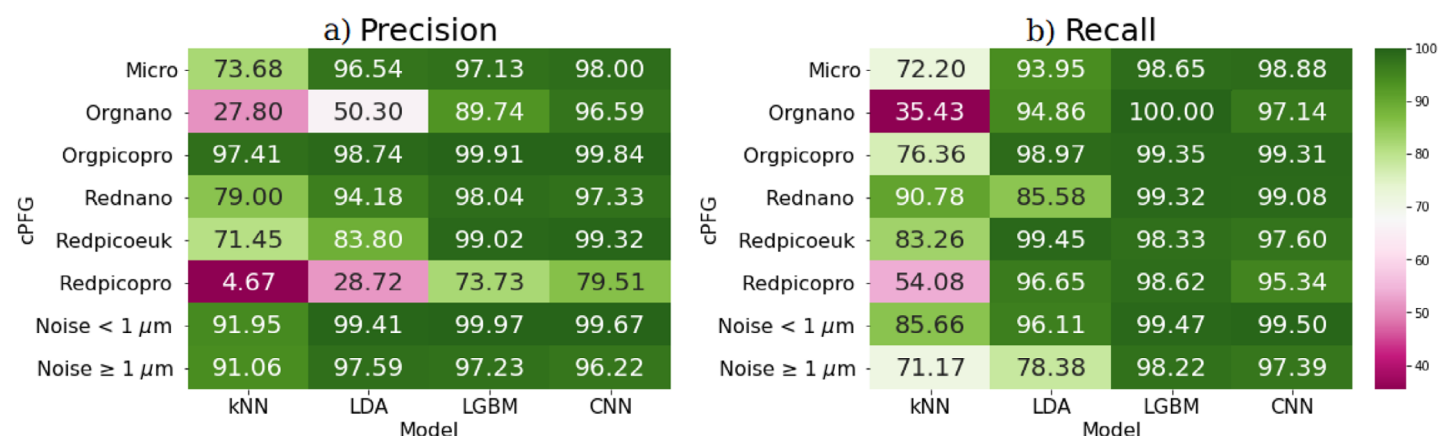 a) Precision
cPFG
Micro 73.68 96.54 97.13 98.00
Orgnano 27.80 50.30 89.74 96.59
Orgpicopro 97.41 98.74 99.91 99.84
Rednano 79.00 94.18 98.04 97.33
Redpicoeuk 71.45 83.80 99.02 99.32
Redpicopro 4.67 28.72 73.73 79.51
Noise < 1 μm 91.95 99.41 99.97 99.67
Noise ≥ 1 μm 91.06 97.59 97.23 96.22
kNN LDA LGBM CNN
Model
b) Recall
cPFG
Micro 72.20 93.95 98.65 98.88
Orgnano 35.43 94.86 100.00 97.14
Orgpicopro 76.36 98.97 99.35 99.31
Rednano 90.78 85.58 99.32 99.08
Redpicoeuk 83.26 99.45 98.33 97.60
Redpicopro 54.08 96.65 98.62 95.34
Noise < 1 μm 85.66 96.11 99.47 99.50
Noise ≥ 1 μm 71.17 78.38 98.22 97.39
kNN LDA LGBM CNN
Model
100
90
80
70
60
50
40